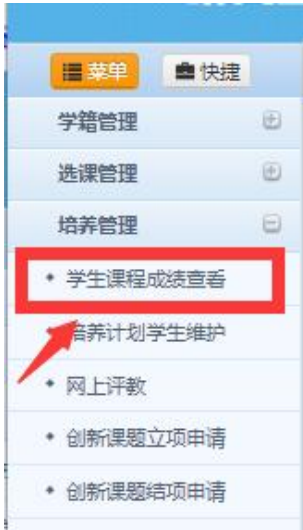 菜单 快捷
学籍管理
选课管理
培养管理
学生课程成绩查看
培养计划学生维护
网上评教
创新课题立项申请
创新课题结项申请